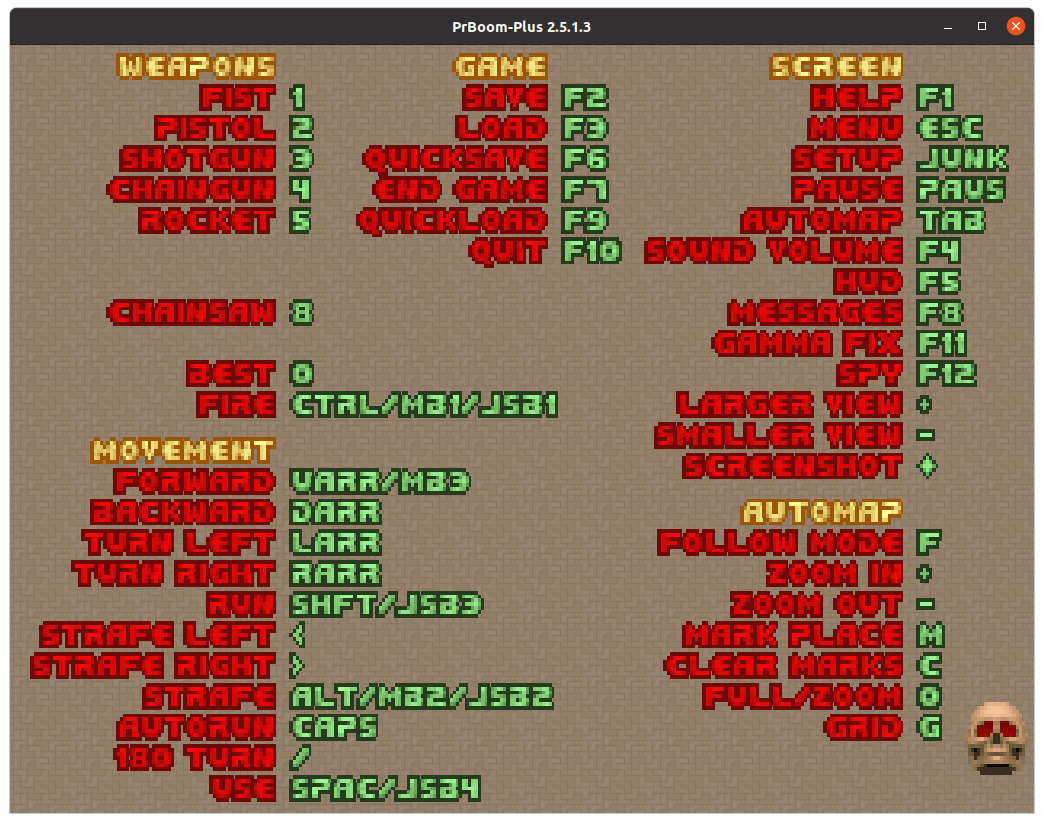 PrBoom-Plus 2.5.1.3
WEAPONS
FIST 1
PISTOL 2
SHOTGUN 3
CHAINGUN 4
ROCKET 5
CHAINSAW 8
BEST 0
FIRE CTRL/MB1/JSB1
MOVEMENT
FORWARD UARR/MB3
BACKWARD DARR
TURN LEFT LARR
TURN RIGHT RARR
RUN SHFT/JSB3
STRAFE LEFT <
STRAFE RIGHT >
STRAFE ALT/MB2/JSB2
AUTORUN CAPS
180 TURN /
USE SPAC/JSB4
GAME
SAVE F2
LOAD F3
QUICKSAVE F6
END GAME F7
QUICKLOAD F9
QUIT F10
SCREEN
HELP F1
MENU ESC
SETUP JUNK
PAUSE PAUS
AUTOMAP TAB
SOUND VOLUME F4
HUD F5
MESSAGES F8
GAMMA FIX F11
SPY F12
LARGER VIEW +
SMALLER VIEW -
SCREENSHOT ♦
AUTOMAP
FOLLOW MODE F
ZOOM IN +
ZOOM OUT -
MARK PLACE M
CLEAR MARKS C
FULL/ZOOM 0
GRID G